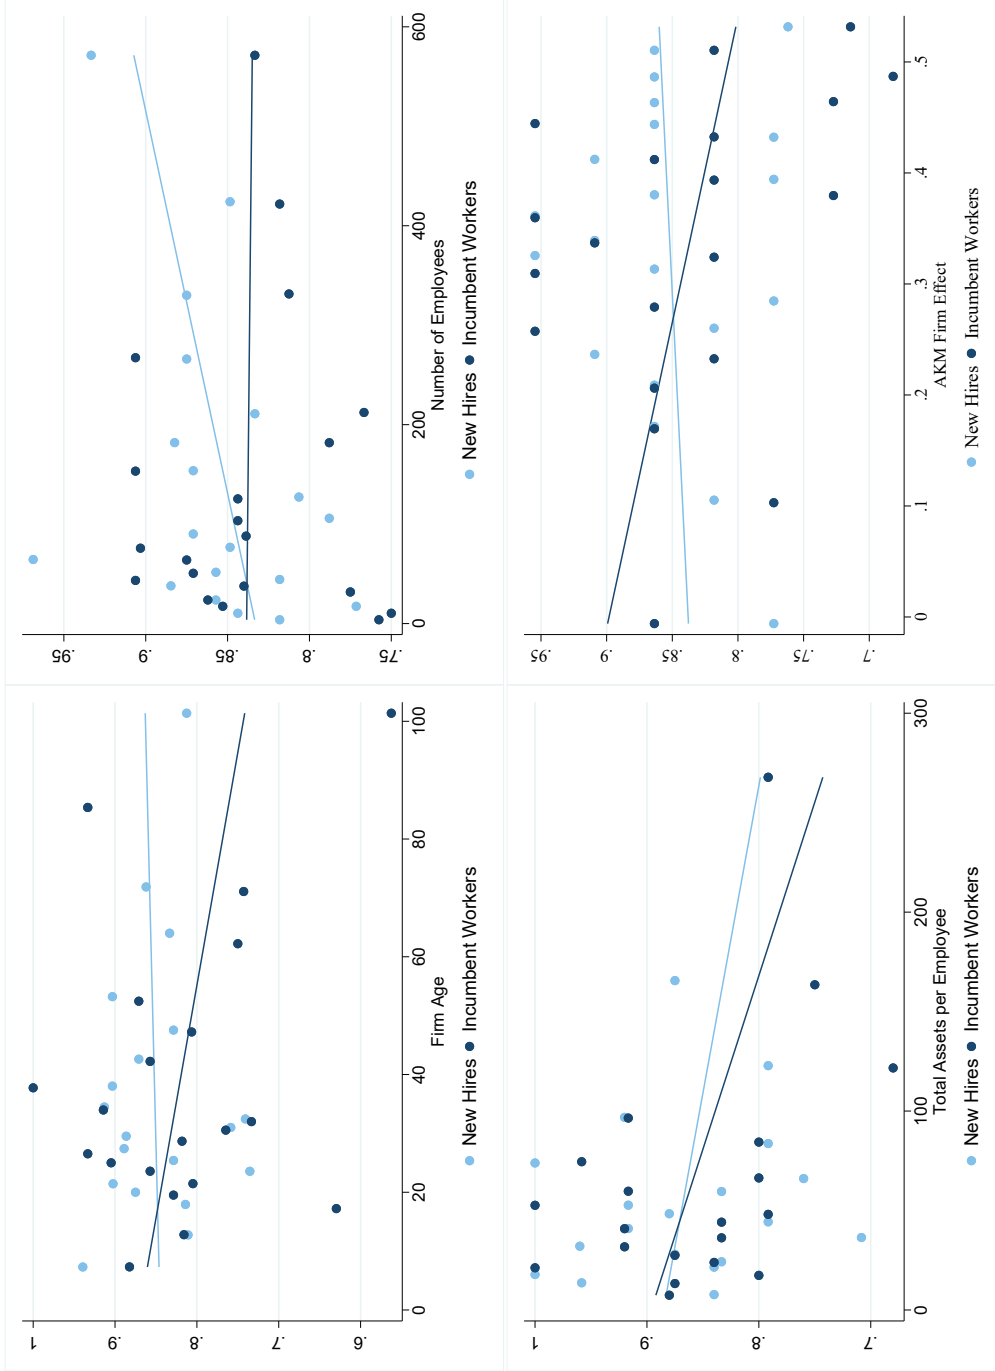 1
.9
.8
.7
.6
0 20 40 60 80 100
Firm Age
New Hires Incumbent Workers
.95
.9
.85
.8
.75
0 200 400 600
Number of Employees
New Hires Incumbent Workers
1
.9
.8
.7
0 100 200 300
Total Assets per Employee
New Hires Incumbent Workers
.95
.9
.85
.8
.75
.7
0 .1 .2 .3 .4 .5
AKM Firm Effect
New Hires Incumbent Workers